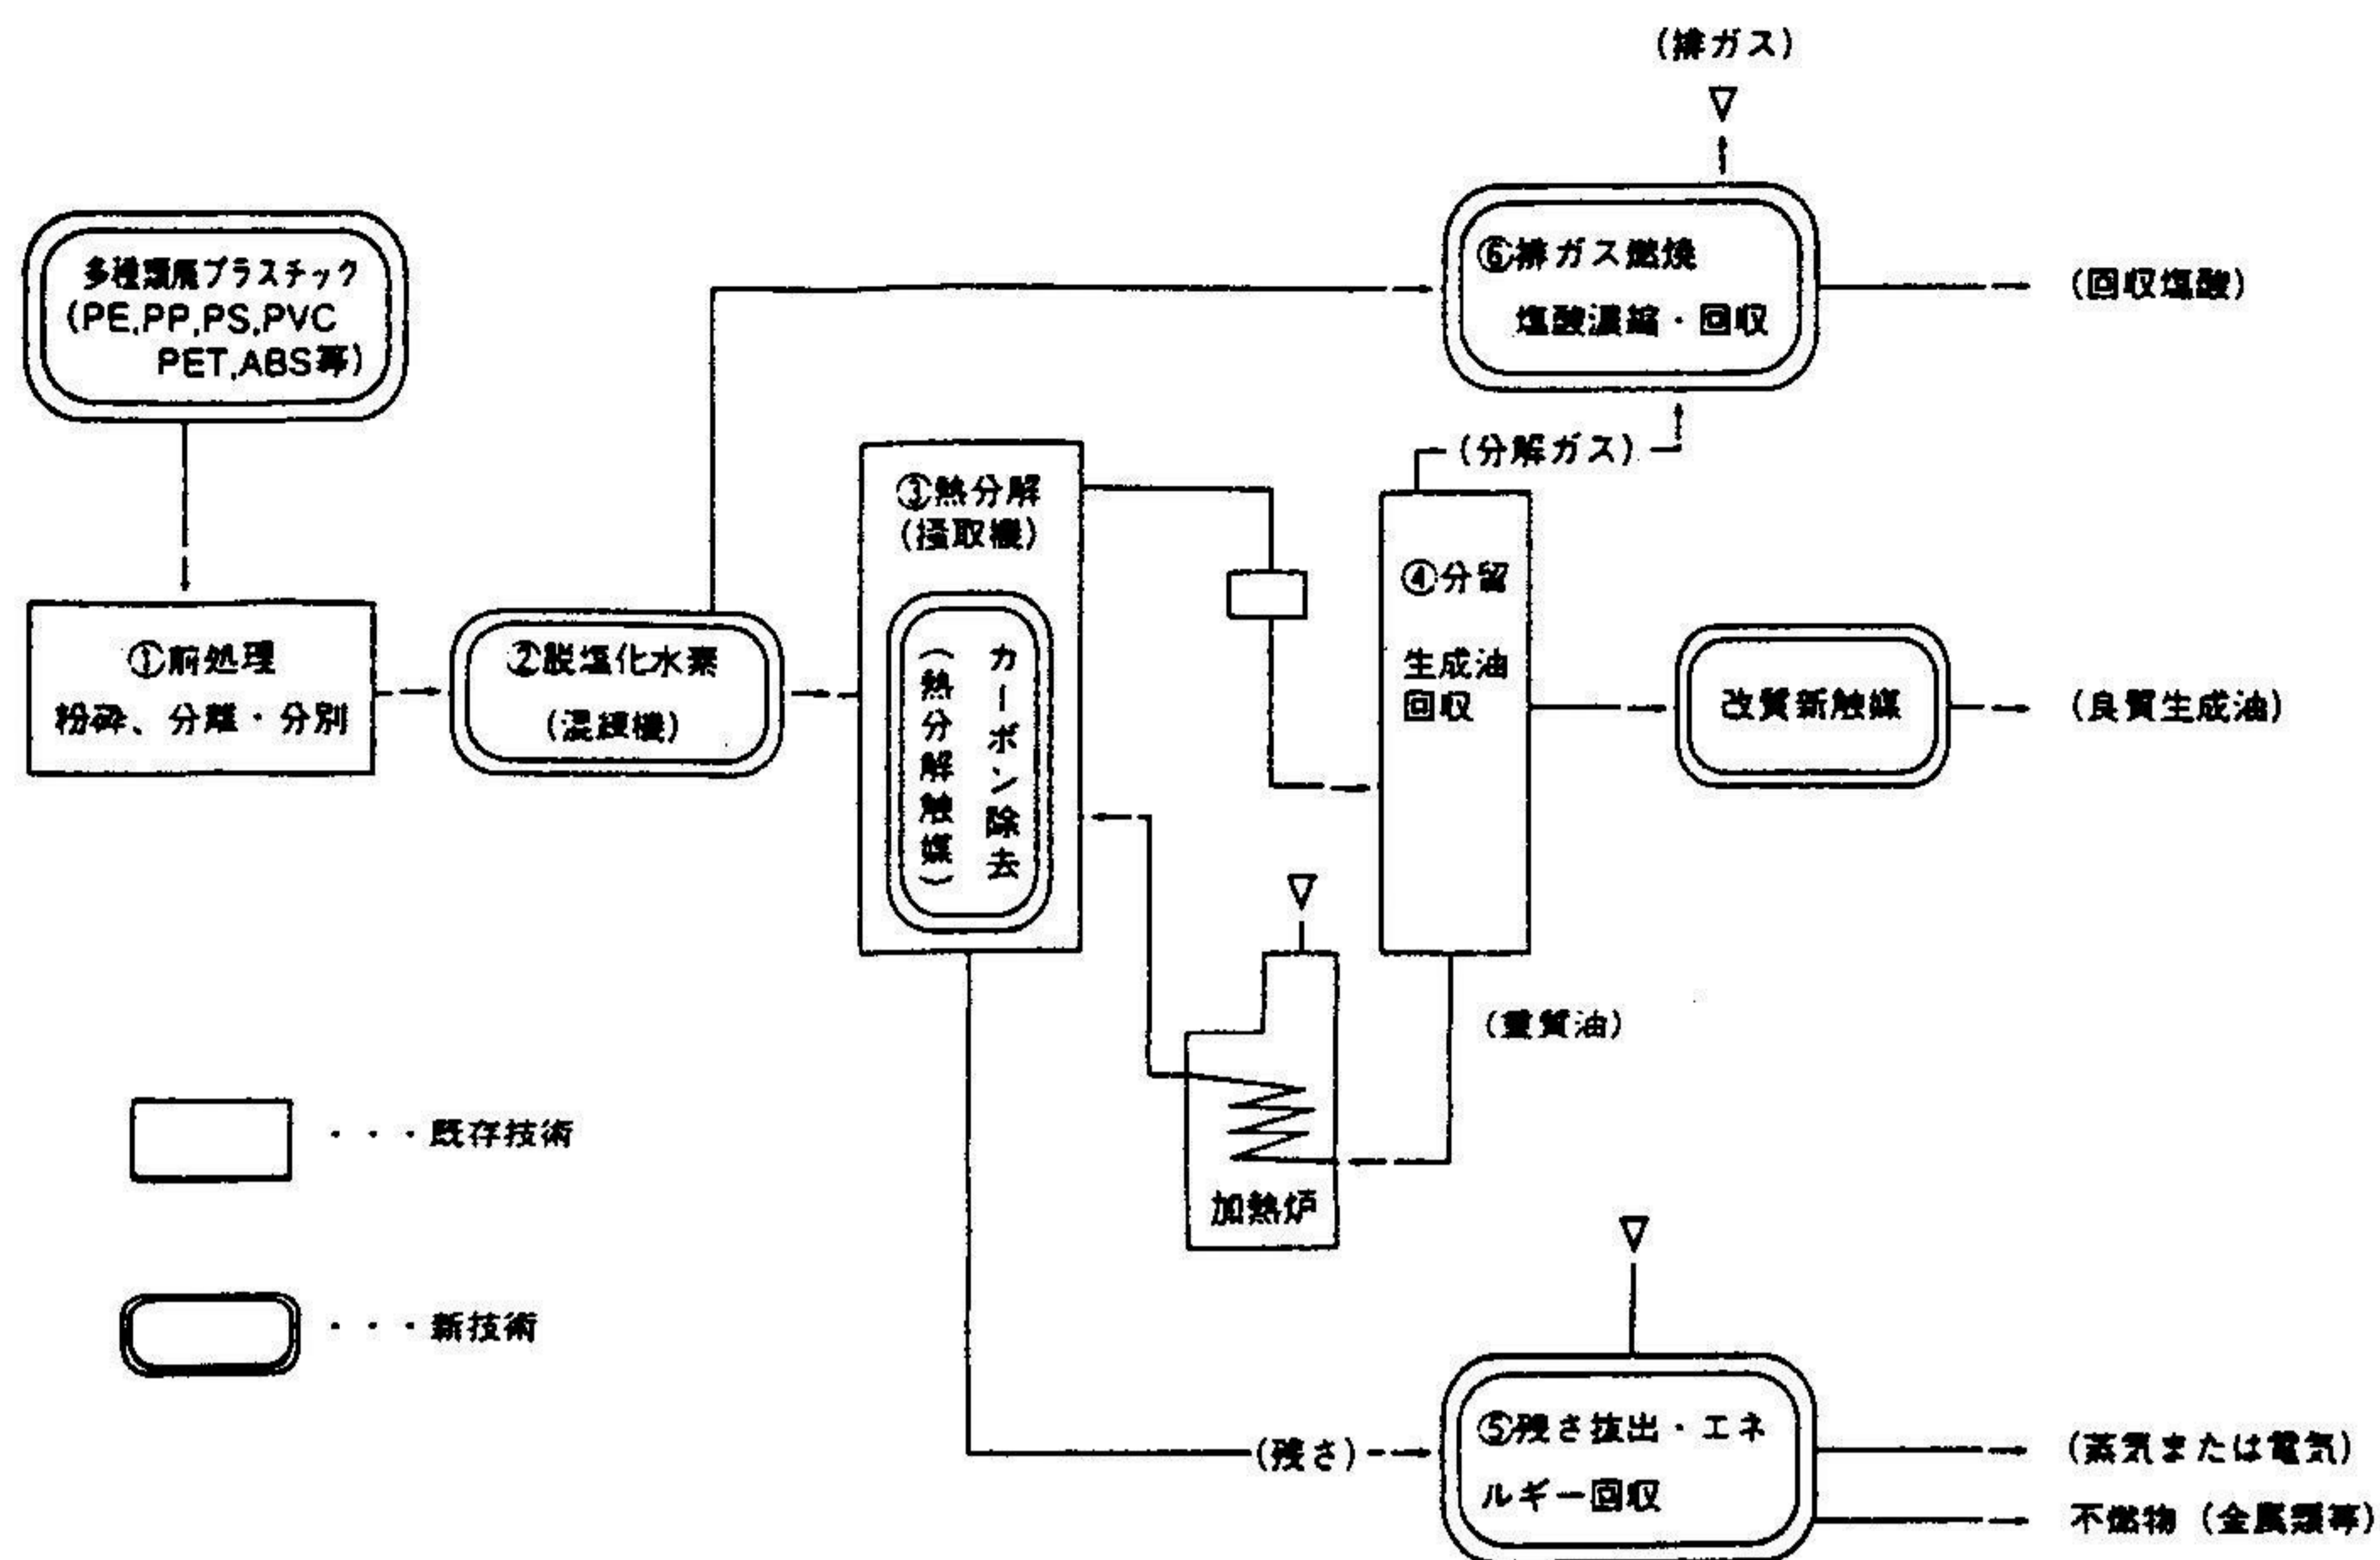 (排ガス)
多種類廃プラスチック
(PE,PP,PS,PVC
PET,ABS等)
⑥排ガス燃焼
塩酸濃縮・回収
(回収塩酸)
(分解ガス)
③熱分解
(掻取機)
カーボン除去
(熱分解触媒)
④分留
生成油
回収
①前処理
粉砕、分離・分別
②脱塩化水素
(混練機)
改質新触媒
(良質生成油)
(重質油)
加熱炉
・・・既存技術
・・・新技術
(残さ)
⑤残さ抜出・エネ
ルギー回収
(蒸気または電気)
不燃物(金属類等)